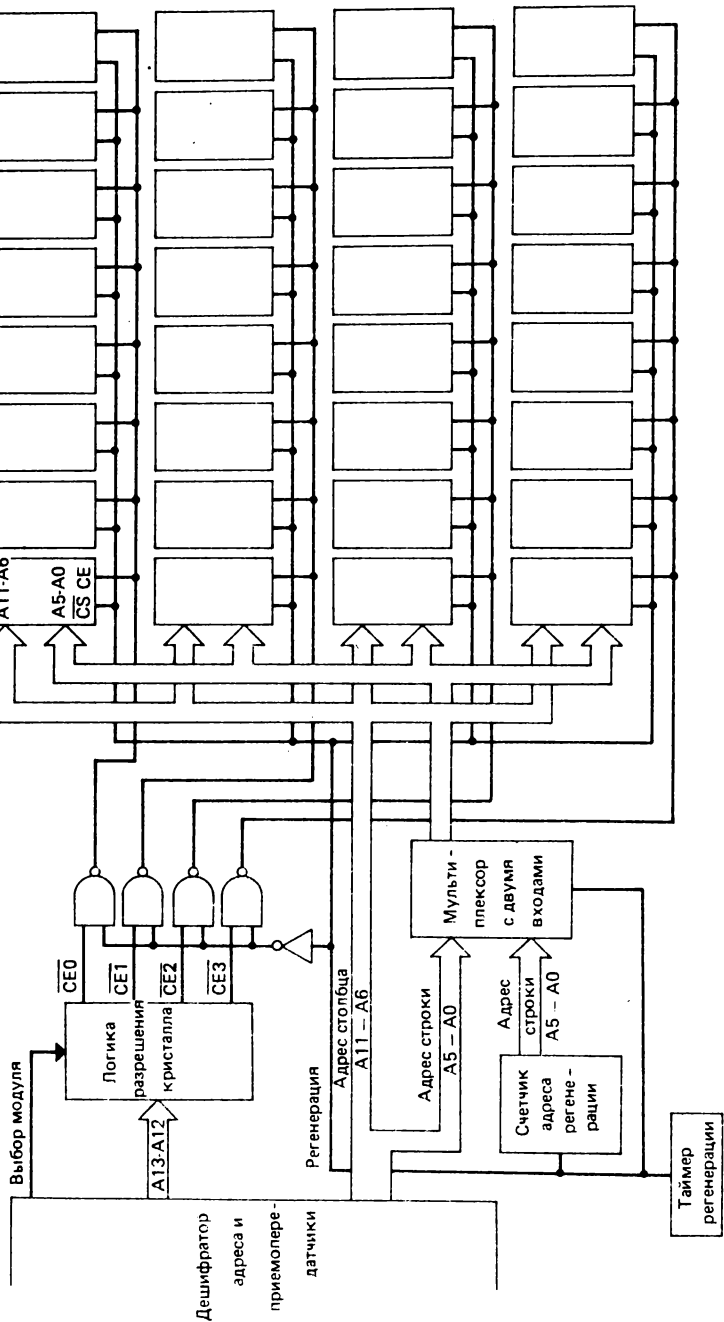 A11-A6
A5-A0
CS CE
CE0
CE1
CE2
CE3
Выбор модуля
Логика
разрешения
кристалла
A13-A12
Регенерация
Адрес столбца
A11 – A6
Адрес строки
A5 – A0
Мульти-
плексор
с двумя
входами
Адрес
строки
A5 – A0
Счетчик
адреса
регене-
рации
Дешифратор
адреса и
приемопере-
датчики
Таймер
регенерации